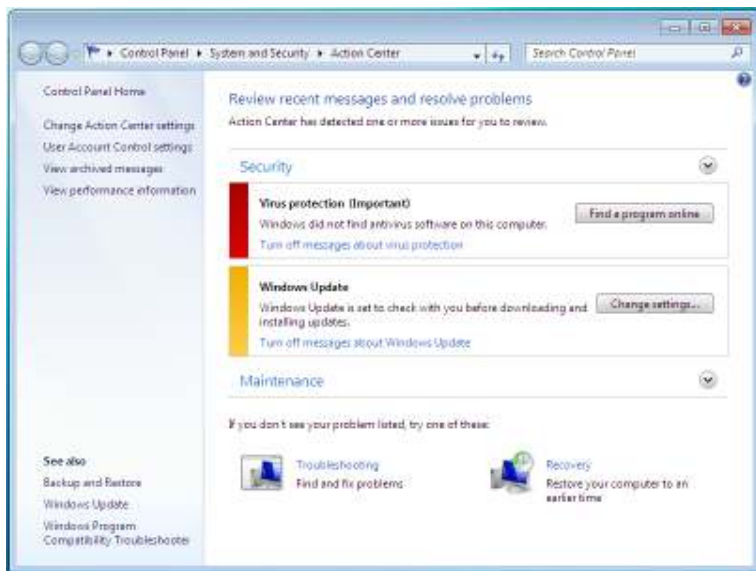 Control Panel ▸ System and Security ▸ Action Center
Search Control Panel
Control Panel Home
Change Action Center settings
User Account Control settings
View archived messages
View performance information
Review recent messages and resolve problems
Action Center has detected one or more issues for you to review.
Security
Virus protection (Important)
Windows did not find antivirus software on this computer.
Find a program online
Turn off messages about virus protection
Windows Update
Windows Update is set to check with you before downloading and
installing updates.
Change settings...
Turn off messages about Windows Update
Maintenance
If you don't see your problem listed, try one of these:
Troubleshooting
Find and fix problems
Recovery
Restore your computer to an
earlier time
See also
Backup and Restore
Windows Update
Windows Program
Compatibility Troubleshooter